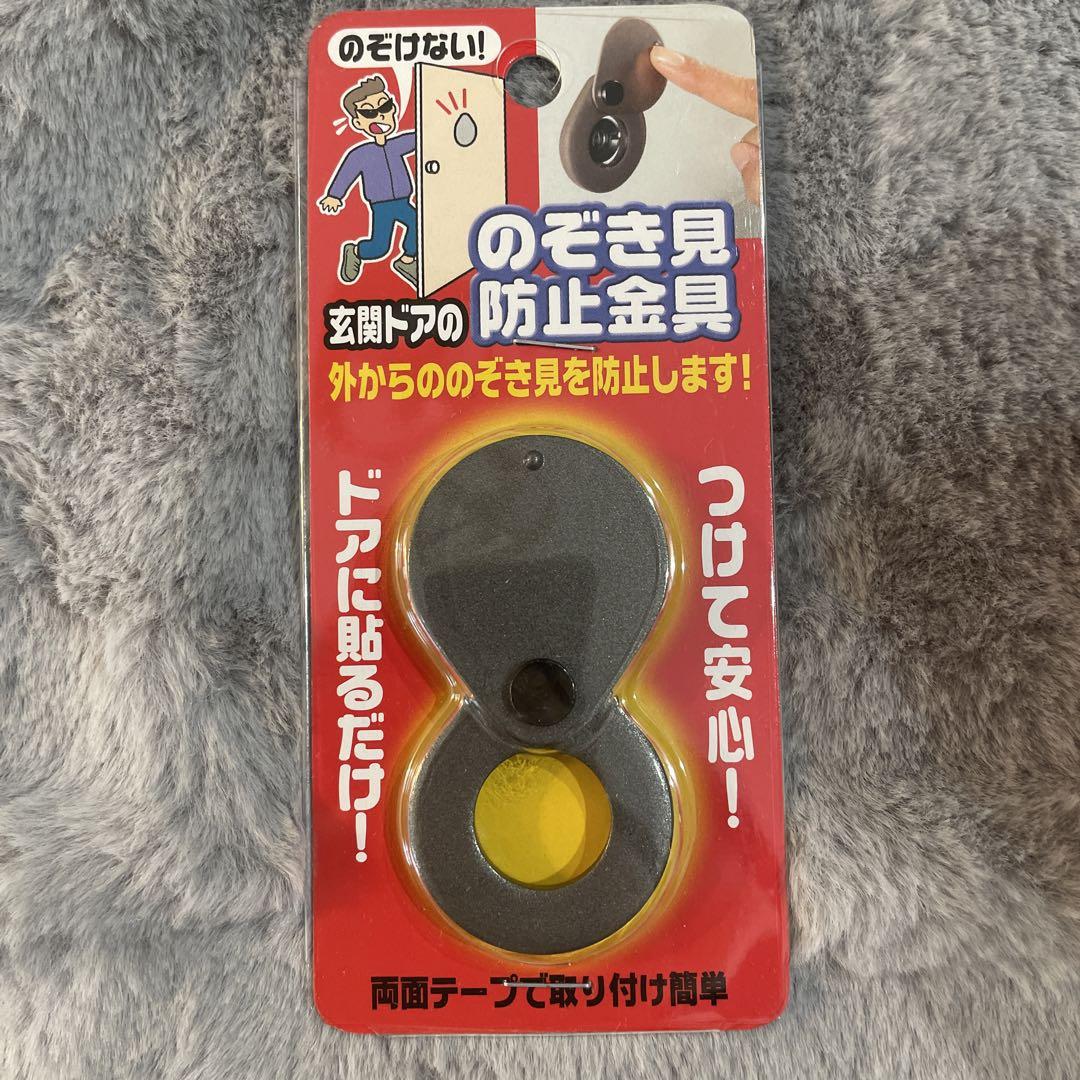 のぞけない!
のぞき見
防止金具
玄関ドアの
外からののぞき見を防止します!
ドアに貼るだけ!
つけて安心!
両面テープで取り付け簡単